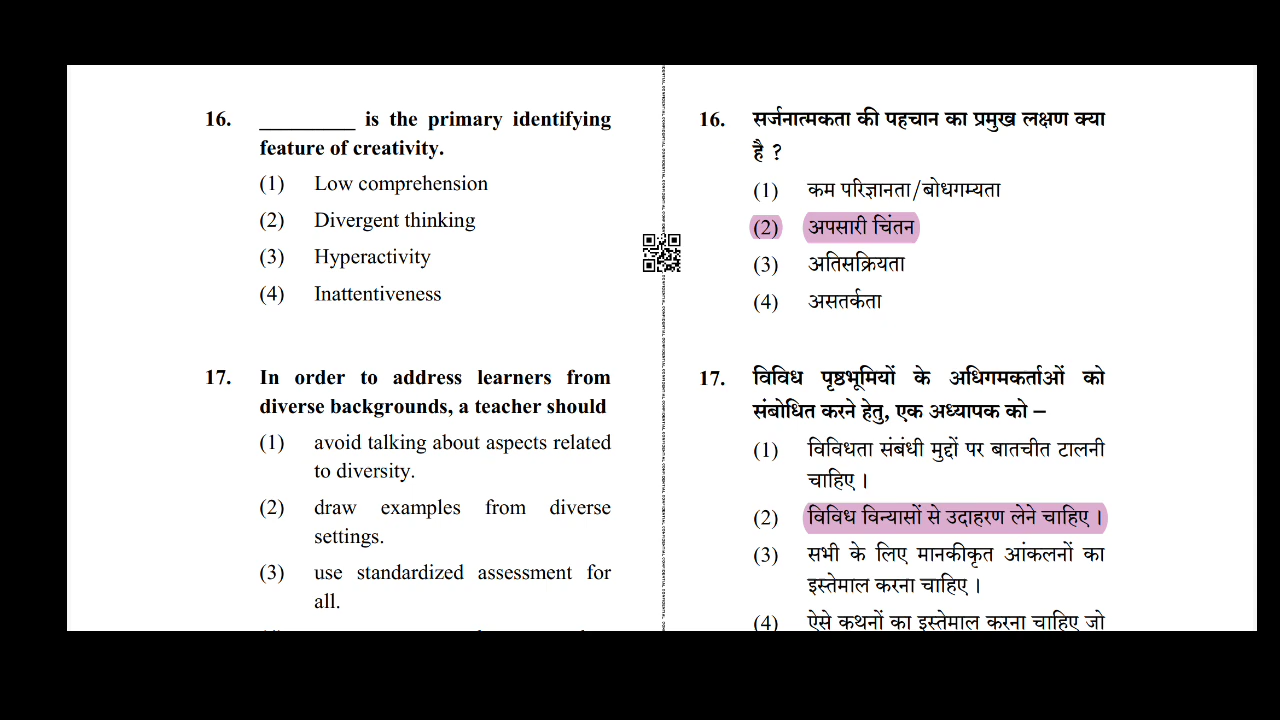 16. _________ is the primary identifying
feature of creativity.
(1) Low comprehension
(2) Divergent thinking
(3) Hyperactivity
(4) Inattentiveness
17. In order to address learners from
diverse backgrounds, a teacher should
(1) avoid talking about aspects related
to diversity.
(2) draw examples from diverse
settings.
(3) use standardized assessment for
all.
16. सर्जनात्मकता की पहचान का प्रमुख लक्षण क्या
है ?
(1) कम परिज्ञानता/बोधगम्यता
(2) अपसारी चिंतन
(3) अतिसक्रियता
(4) असतर्कता
17. विविध पृष्ठभूमियों के अधिगमकर्ताओं को
संबोधित करने हेतु, एक अध्यापक को –
(1) विविधता संबंधी मुद्दों पर बातचीत टालनी
चाहिए ।
(2) विविध विन्यासों से उदाहरण लेने चाहिए ।
(3) सभी के लिए मानकीकृत आंकलनों का
इस्तेमाल करना चाहिए ।
(4) ऐसे कथनों का इस्तेमाल करना चाहिए जो